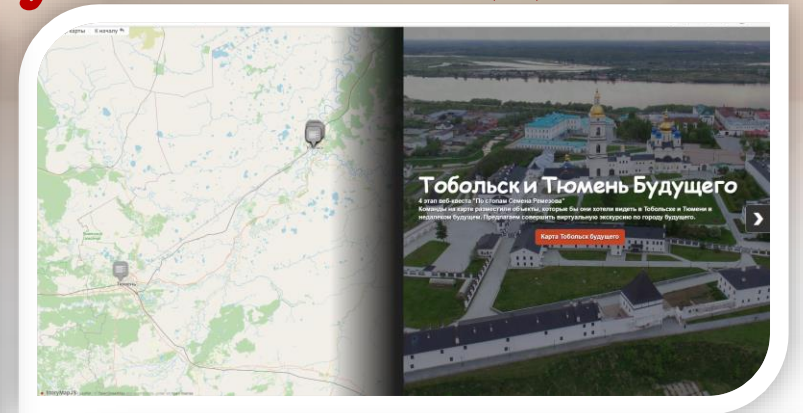 карты К началу
Тобольск и Тюмень Будущего
4 этап веб-квеста "По стопам Семена Ремезова"
Команды на карте разместили объекты, которые бы они хотели видеть в Тобольске и Тюмени в
недалеком будущем. Предлагаем совершить виртуальную экскурсию по городу будущего.
Карта Тобольск будущего
Тюмень
StoryMapJS